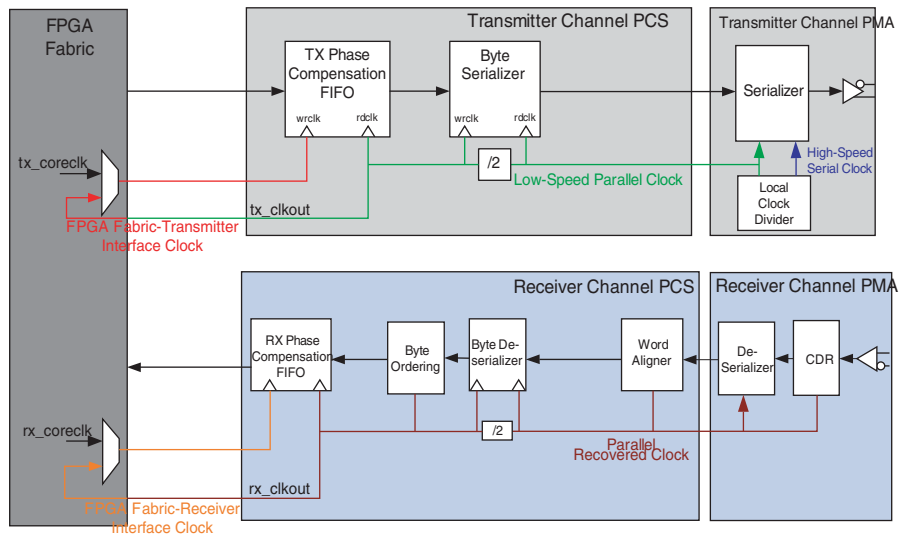 FPGA
Fabric
Transmitter Channel PCS
Transmitter Channel PMA
TX Phase
Compensation
FIFO
wrclk
rdclk
Byte
Serializer
wrclk
rdclk
/2
Serializer
tx_coreclk
Low-Speed Parallel Clock
High-Speed
Serial Clock
Local
Clock
Divider
tx_clkout
FPGA Fabric-Transmitter
Interface Clock
Receiver Channel PCS
Receiver Channel PMA
RX Phase
Compensation
FIFO
Byte
Ordering
Byte De-
serializer
Word
Aligner
De-
Serializer
CDR
/2
rx_coreclk
Parallel
Recovered Clock
rx_clkout
FPGA Fabric-Receiver
Interface Clock